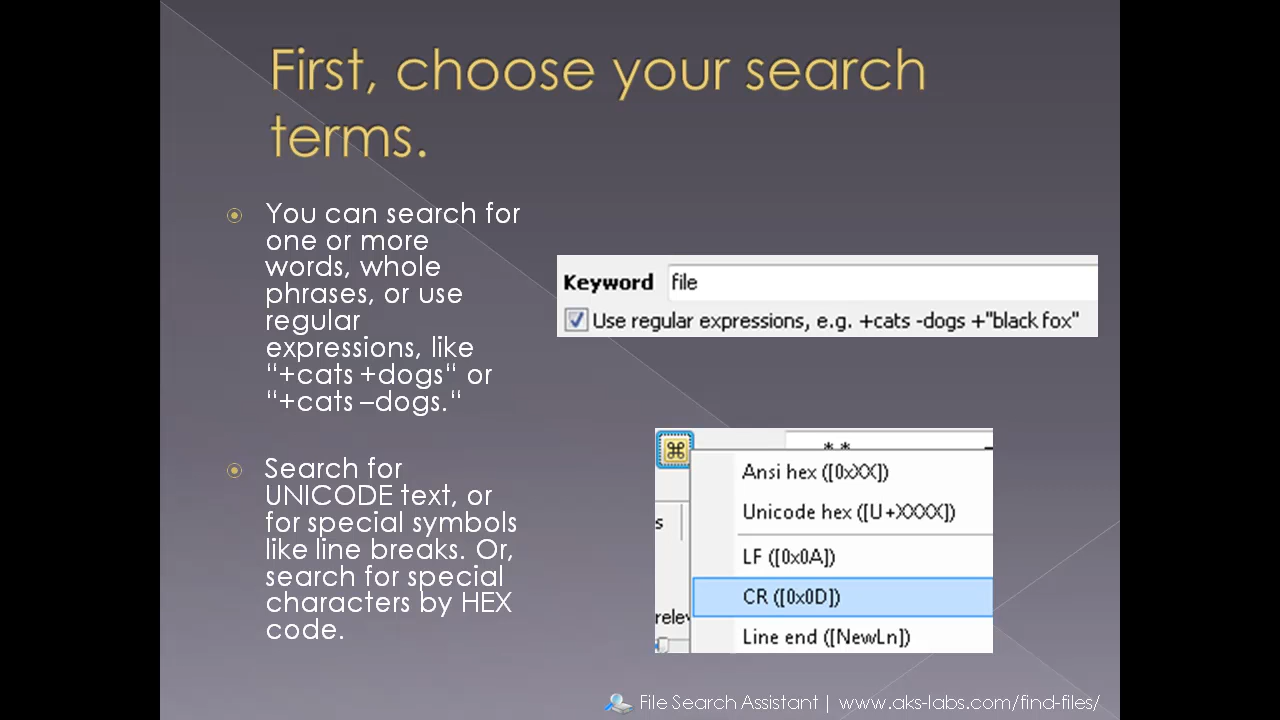 First, choose your search
terms.
You can search for
one or more
words, whole
phrases, or use
regular
expressions, like
“+cats +dogs“ or
“+cats –dogs.“
Search for
UNICODE text, or
for special symbols
like line breaks. Or,
search for special
characters by HEX
code.
Keyword file
Use regular expressions, e.g. +cats -dogs +"black fox"
⌘ *.*
Ansi hex ([0xXX])
Unicode hex ([U+XXXX])
s
LF ([0x0A])
CR ([0x0D])
rele
Line end ([NewLn])
File Search Assistant | www.aks-labs.com/find-files/